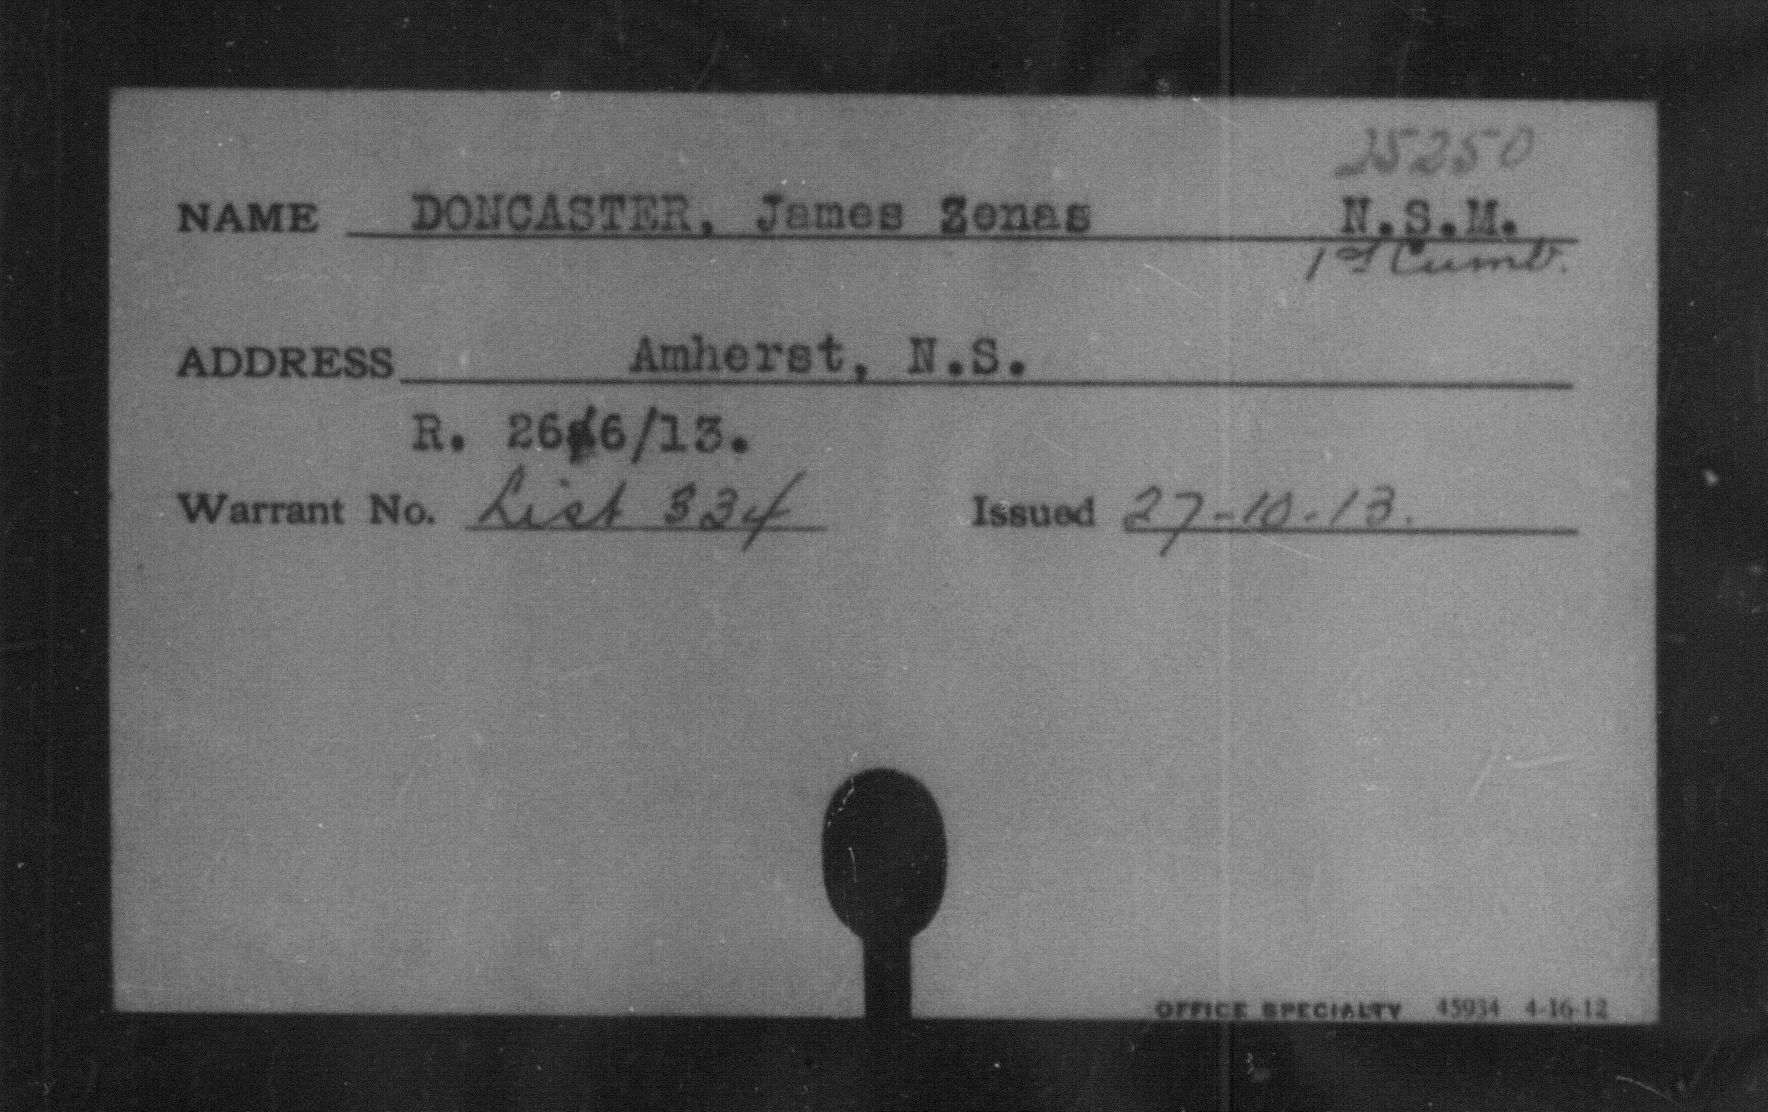 25250
NAME DONCASTER, James Zenas N.S.M.
1st Cumb.
ADDRESS Amherst, N.S.
R. 26/6/13.
Warrant No. List 334 Issued 27-10-13.
OFFICE SPECIALTY 45934 4-16-12